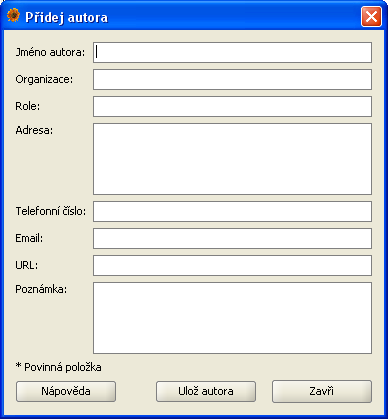 Přidej autora
Jméno autora:
Organizace:
Role:
Adresa:
Telefonní číslo:
Email:
URL:
Poznámka:
* Povinná položka
Nápověda Ulož autora Zavři